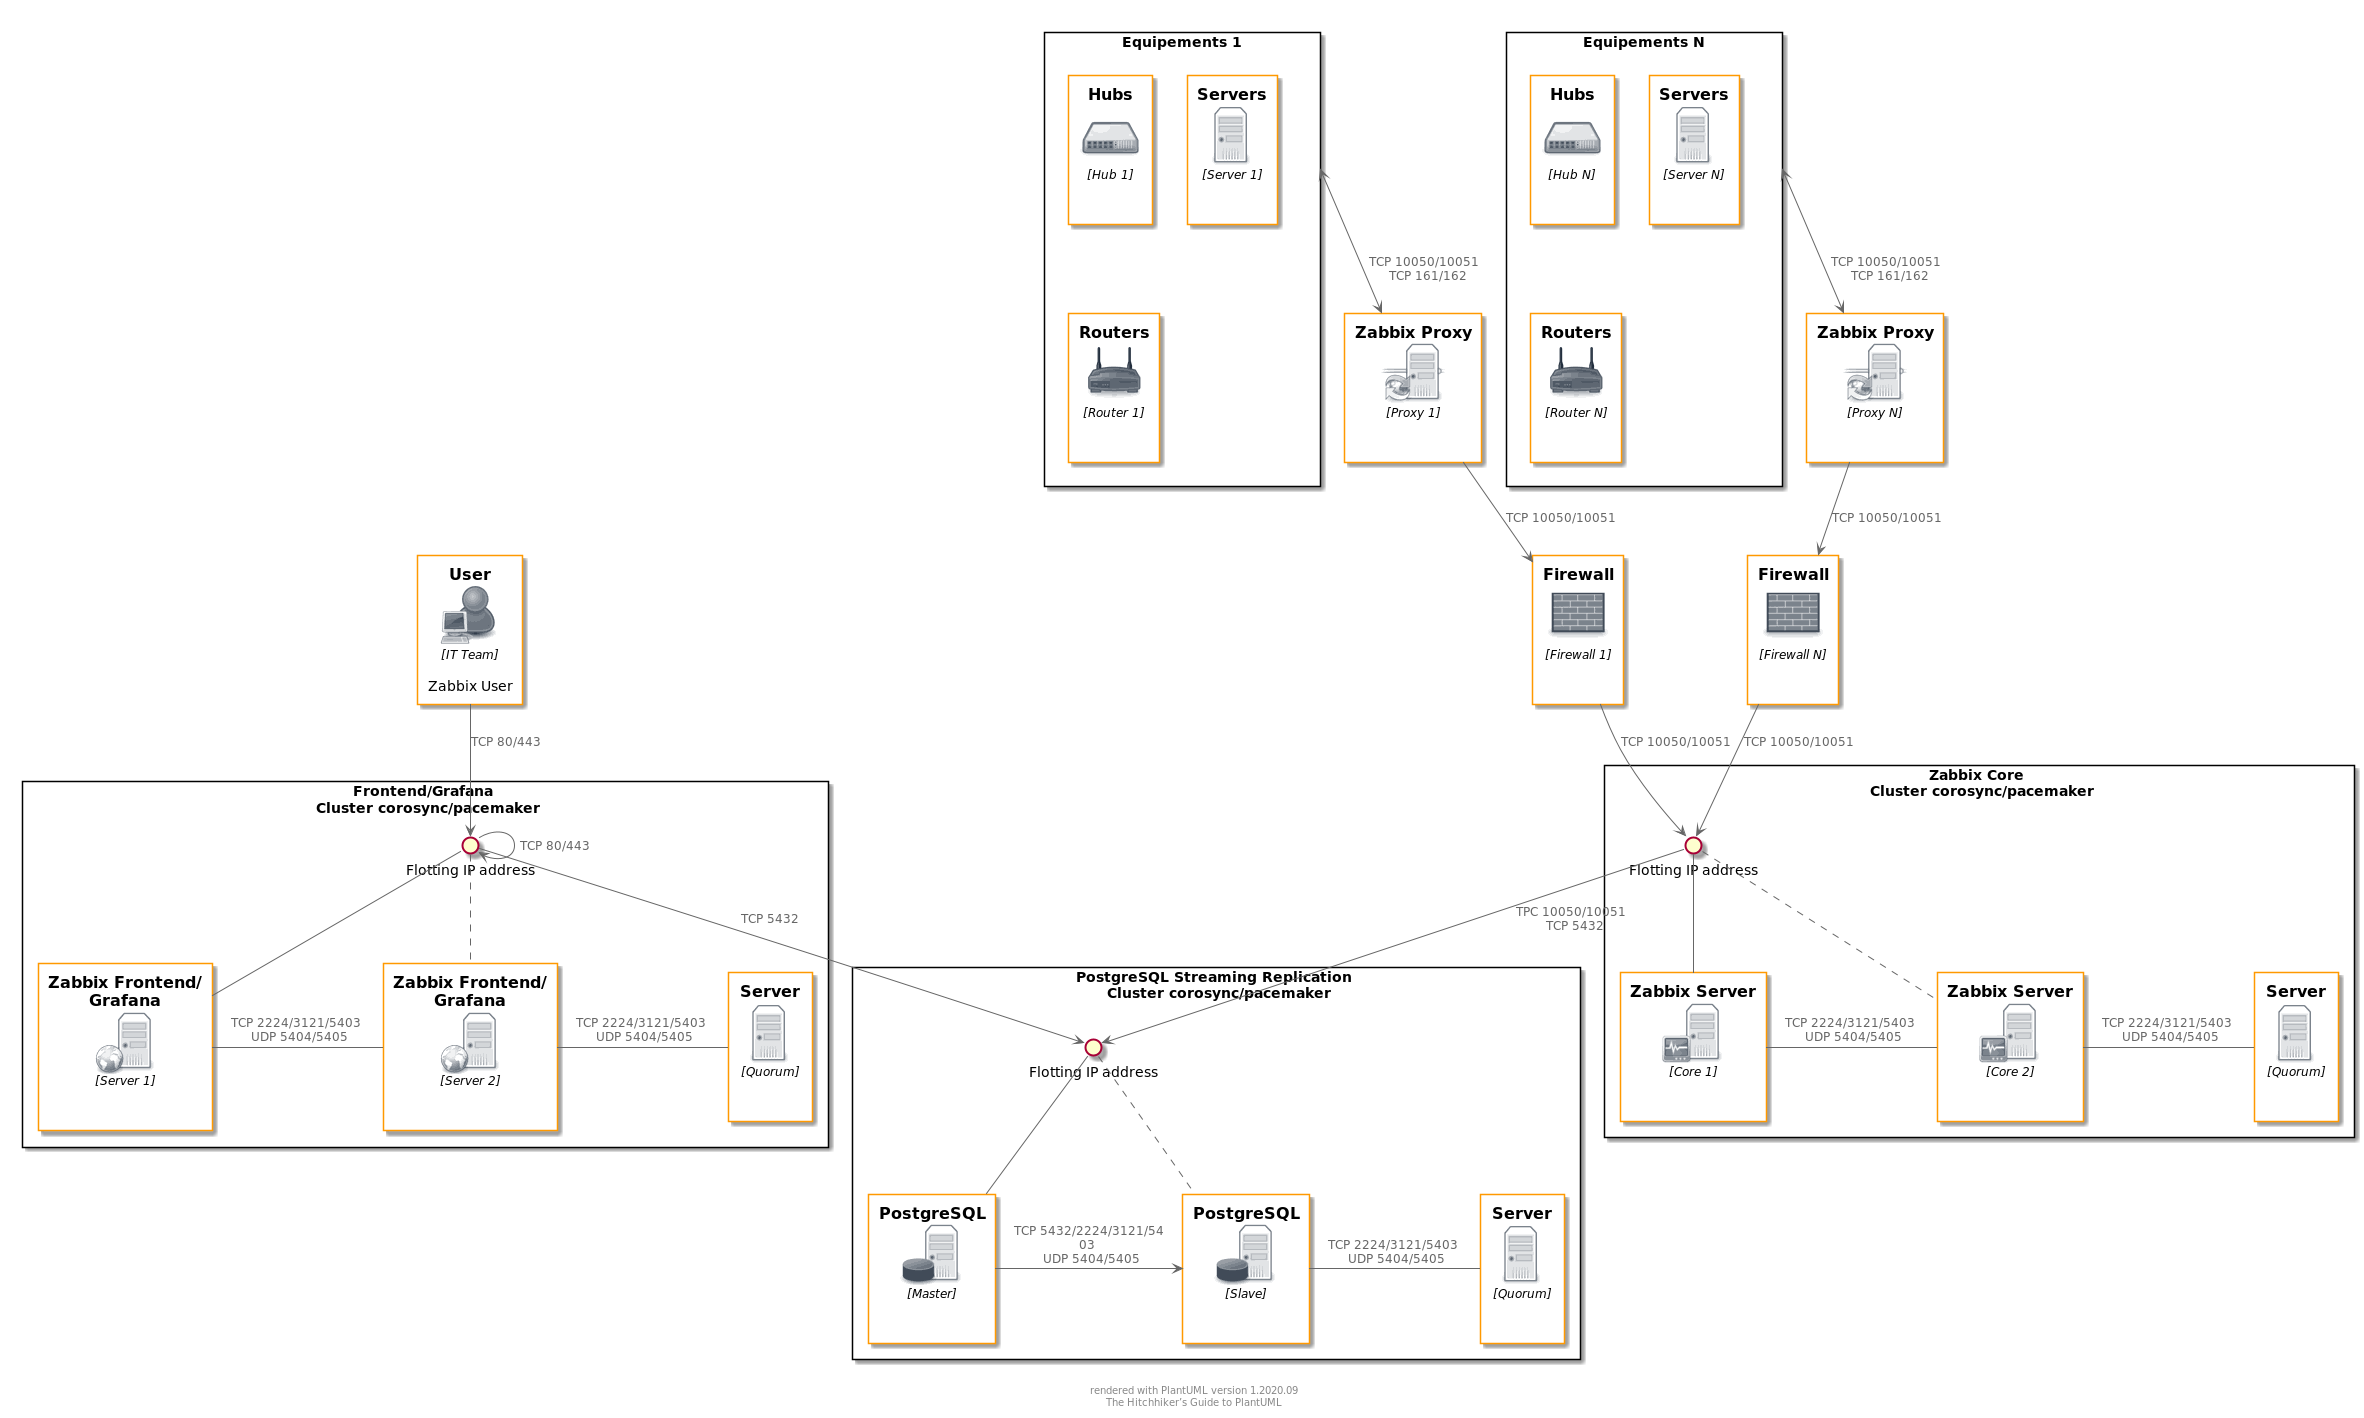 Equipements 1
Hubs
[Hub 1]
Servers
[Server 1]
Routers
[Router 1]
TCP 10050/10051
TCP 161/162
Zabbix Proxy
[Proxy 1]
Equipements N
Hubs
[Hub N]
Servers
[Server N]
Routers
[Router N]
TCP 10050/10051
TCP 161/162
Zabbix Proxy
[Proxy N]
TCP 10050/10051
TCP 10050/10051
User
[IT Team]
Zabbix User
Firewall
[Firewall 1]
Firewall
[Firewall N]
TCP 80/443
TCP 10050/10051
TCP 10050/10051
Frontend/Grafana
Cluster corosync/pacemaker
TCP 80/443
Flotting IP address
TCP 5432
Zabbix Frontend/
Grafana
[Server 1]
TCP 2224/3121/5403
UDP 5404/5405
Zabbix Frontend/
Grafana
[Server 2]
TCP 2224/3121/5403
UDP 5404/5405
Server
[Quorum]
Zabbix Core
Cluster corosync/pacemaker
Flotting IP address
TPC 10050/10051
TCP 5432
Zabbix Server
[Core 1]
TCP 2224/3121/5403
UDP 5404/5405
Zabbix Server
[Core 2]
TCP 2224/3121/5403
UDP 5404/5405
Server
[Quorum]
PostgreSQL Streaming Replication
Cluster corosync/pacemaker
Flotting IP address
PostgreSQL
[Master]
TCP 5432/2224/3121/54
03
UDP 5404/5405
PostgreSQL
[Slave]
TCP 2224/3121/5403
UDP 5404/5405
Server
[Quorum]
rendered with PlantUML version 1.2020.09
The Hitchhiker's Guide to PlantUML